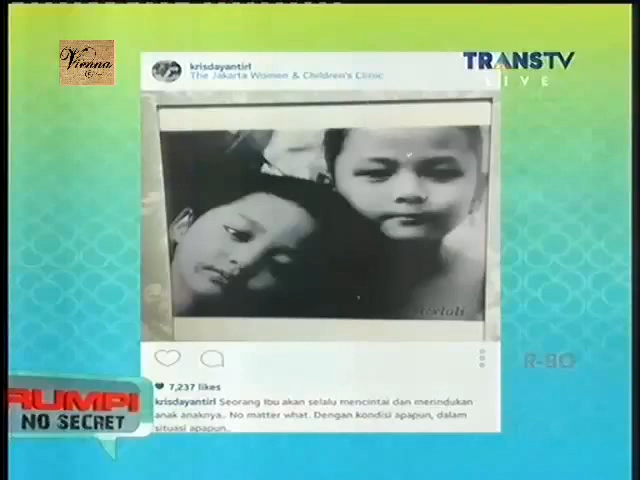 Vienna
krisdayantirl
The Jakarta Women & Children's Clinic
TRANSTV
LIVE
R-BO
7,237 likes
krisdayantirl Seorang Ibu akan selalu mencintai dan merindukan
anak anaknya.. No matter what. Dengan kondisi apapun, dalam
situasi apapun..
RUMPI
NO SECRET